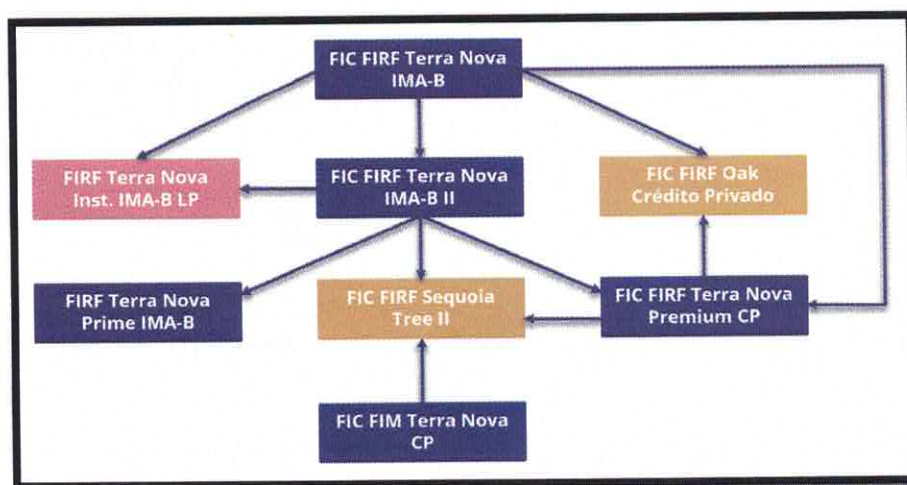 FIC FIRF Terra Nova
IMA-B
FIRF Terra Nova
Inst. IMA-B LP
FIC FIRF Terra Nova
IMA-B II
FIC FIRF Oak
Crédito Privado
FIRF Terra Nova
Prime IMA-B
FIC FIRF Sequoia
Tree II
FIC FIRF Terra Nova
Premium CP
FIC FIM Terra Nova
CP